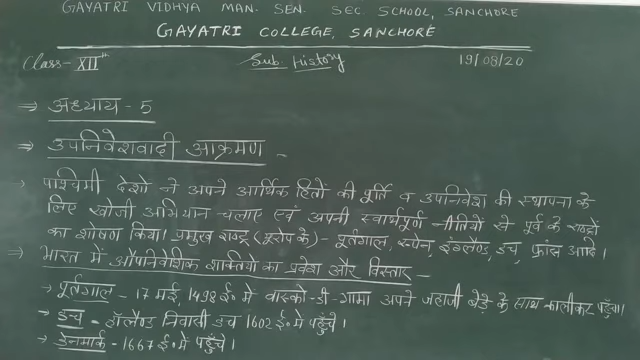 GAYATRI VIDHYA MAN. SEN. SEC. SCHOOL, SANCHORE
GAYATRI COLLEGE, SANCHORE
Class-XIIth Sub. History 19/08/20
⇒ अध्याय - 5
⇒ उपनिवेशवादी आक्रमण -
→ पाश्चिमी देशो ने अपने आर्थिक हितो की पूर्ति व उपनिवेश की स्थापना के
लिए खोजी अभियान चलाए एवं अपनी स्वार्थपूर्ण नीतियों से पूर्व के राष्ट्रों
का शोषण किया। प्रमुख राष्ट्र (यूरोप के) - पूर्तगाल, स्पेन, इंग्लैण्ड, डच, फ्रांस आदि।
→ भारत में औपनिवेशिक शक्तियो का प्रवेश और विस्तार -
→ पूर्तगाल - 17 मई, 1498 ई॰ मे वास्को-डी-गामा अपने जहाजी बेड़े के साथ कालीकट पहुँचा।
→ डच - हॉलैण्ड निवासी डच 1602 ई॰ मे पहुँचे।
→ डेनमार्क - 1667 ई॰ मे पहुँचे।